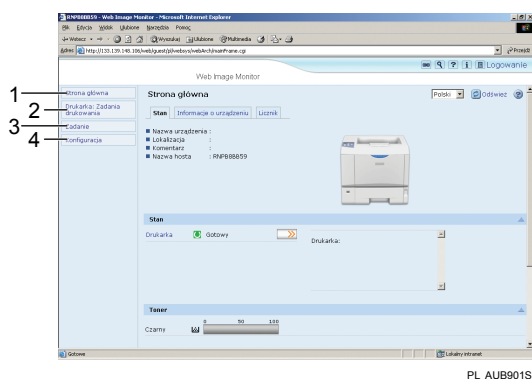 RNPBBBB59 - Web Image Monitor - Microsoft Internet Explorer
Plik Edycja Widok Ulubione Narzędzia Pomoc
Wstecz Wyszukaj Ulubione Multimedia
Adres http://133.139.148.106/web/guest/pl/websys/webArch/mainFrame.cgi Przejdź
Logowanie
Web Image Monitor
1 Strona główna
2 Drukarka: Zadania drukowania
3 Zadanie
4 Konfiguracja
Strona główna
Polski Odśwież
Stan Informacje o urządzeniu Licznik
Nazwa urządzenia :
Lokalizacja :
Komentarz :
Nazwa hosta : RNPBBBB59
Stan
Drukarka Gotowy
Drukarka:
Toner
0 50 100
Czarny
Gotowe
Lokalny intranet
PL AUB901S